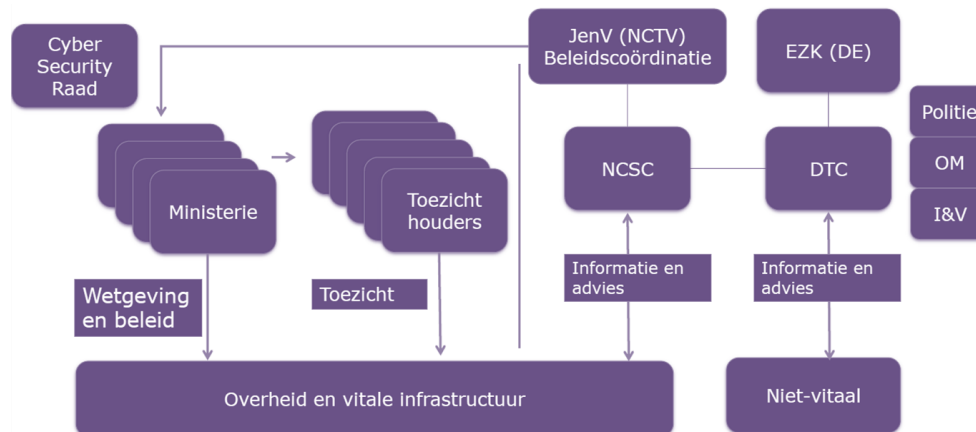 Cyber
Security
Raad
JenV (NCTV)
Beleidscoördinatie
EZK (DE)
Politie
OM
I&V
Ministerie
Toezicht
houders
NCSC
DTC
Wetgeving
en beleid
Toezicht
Informatie en
advies
Informatie en
advies
Overheid en vitale infrastructuur
Niet-vitaal